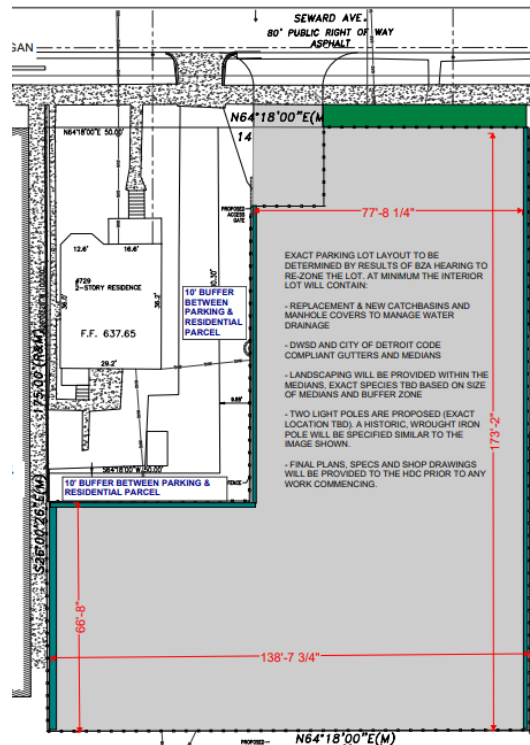 SEWARD AVE.
80' PUBLIC RIGHT OF WAY
ASPHALT
GAN
N64°18'00"E(M
N64°18'00"E 50.00'
14
PROPOSED
ACCESS
GATE
77'-8 1/4"
12.6'
16.6'
#729
2-STORY RESIDENCE
36.0'
36.2'
F.F. 637.65
29.2'
10' BUFFER
BETWEEN
PARKING &
RESIDENTIAL
PARCEL
EXACT PARKING LOT LAYOUT TO BE
DETERMINED BY RESULTS OF BZA HEARING TO
RE-ZONE THE LOT. AT MINIMUM THE INTERIOR
LOT WILL CONTAIN:
- REPLACEMENT & NEW CATCHBASINS AND
MANHOLE COVERS TO MANAGE WATER
DRAINAGE
- DWSD AND CITY OF DETROIT CODE
COMPLIANT GUTTERS AND MEDIANS
- LANDSCAPING WILL BE PROVIDED WITHIN THE
MEDIANS, EXACT SPECIES TBD BASED ON SIZE
OF MEDIANS AND BUFFER ZONE
- TWO LIGHT POLES ARE PROPOSED (EXACT
LOCATION TBD). A HISTORIC, WROUGHT IRON
POLE WILL BE SPECIFIED SIMILAR TO THE
IMAGE SHOWN.
- FINAL PLANS, SPECS AND SHOP DRAWINGS
WILL BE PROVIDED TO THE HDC PRIOR TO ANY
WORK COMMENCING.
173'-2"
175.00'(R&M)
S26°00'26"E(M)
S64°18'00"W 50.00'
FENCE
10' BUFFER BETWEEN PARKING &
RESIDENTIAL PARCEL
66'-8"
138'-7 3/4"
N64°18'00"E(M)
PROPOSED